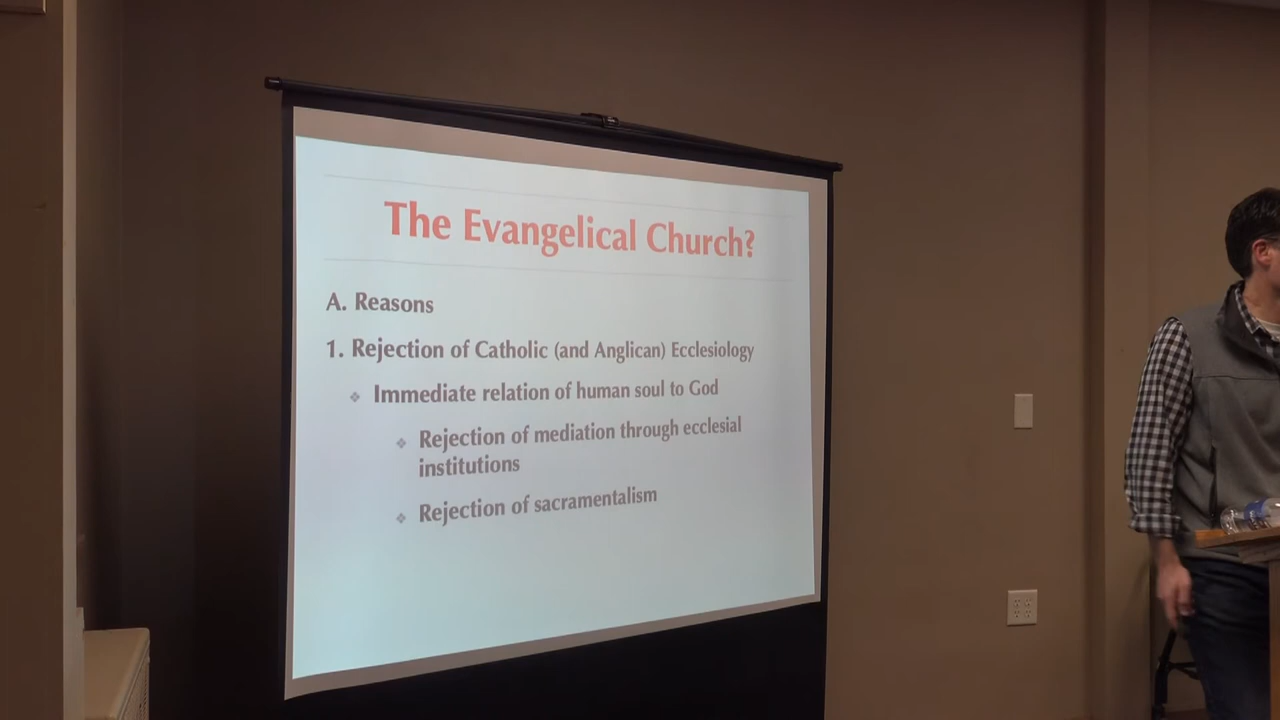 The Evangelical Church?
A. Reasons
1. Rejection of Catholic (and Anglican) Ecclesiology
❖ Immediate relation of human soul to God
❖ Rejection of mediation through ecclesial
institutions
❖ Rejection of sacramentalism